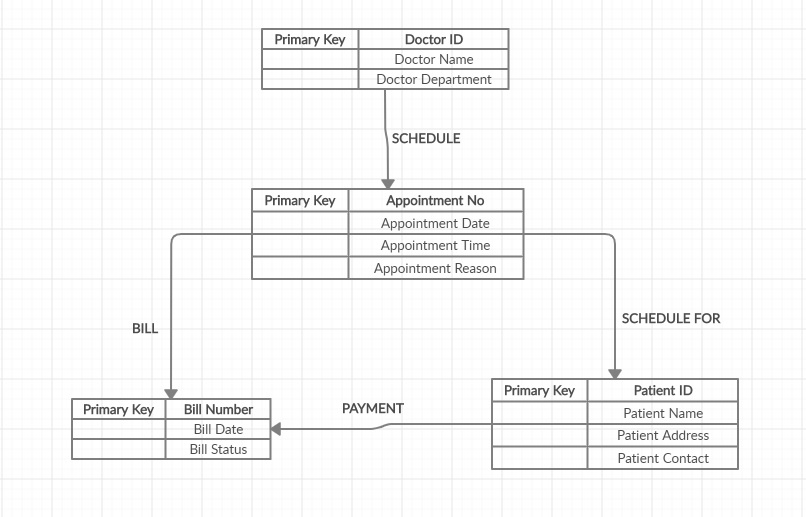 Primary Key Doctor ID
Doctor Name
Doctor Department
SCHEDULE
Primary Key Appointment No
Appointment Date
Appointment Time
Appointment Reason
BILL
SCHEDULE FOR
Primary Key Bill Number
Bill Date
Bill Status
PAYMENT
Primary Key Patient ID
Patient Name
Patient Address
Patient Contact